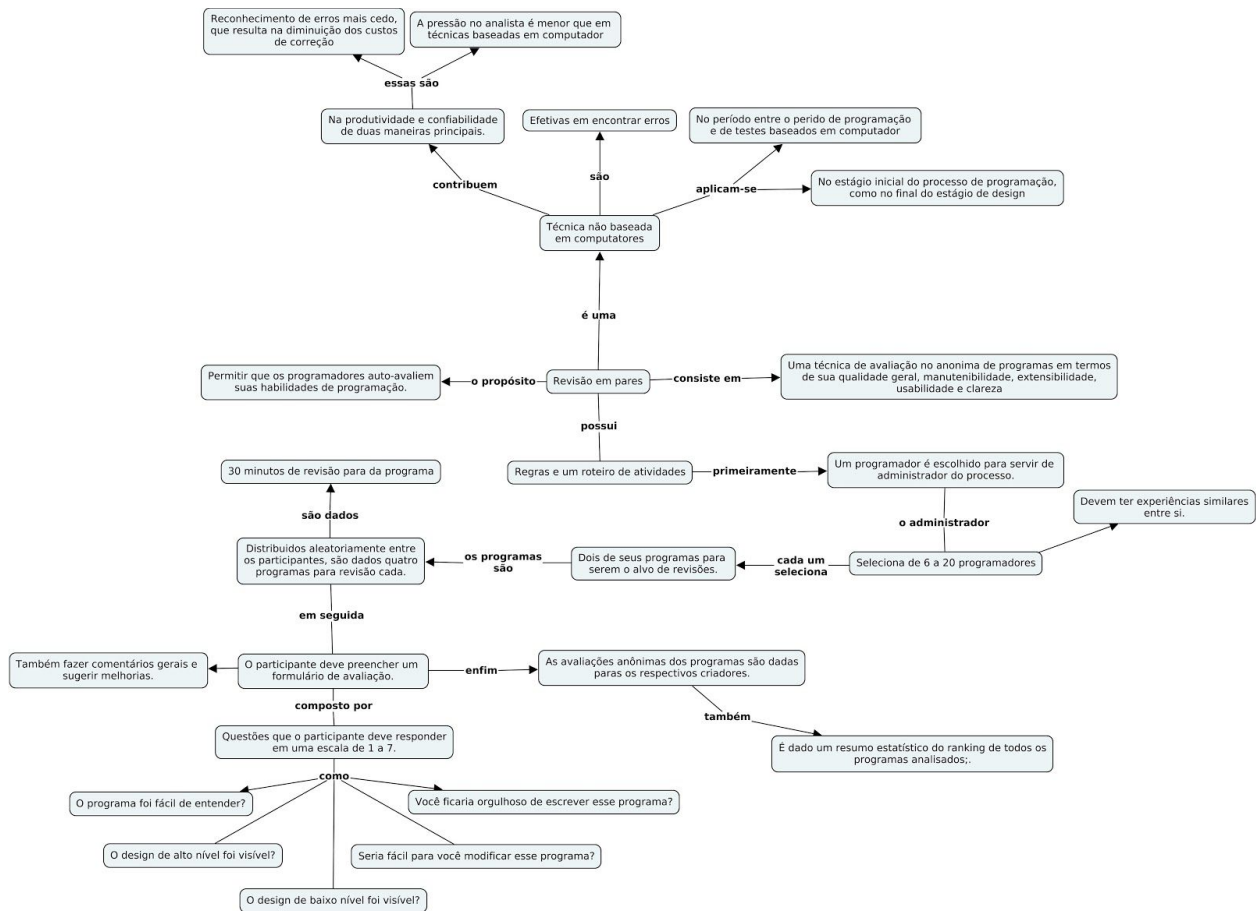 Reconhecimento de erros mais cedo,
que resulta na diminuição dos custos
de correção
A pressão no analista é menor que em
técnicas baseadas em computador
essas são
Na produtividade e confiabilidade
de duas maneiras principais.
Efetivas em encontrar erros
No período entre o perido de programação
e de testes baseados em computador
contribuem
são
aplicam-se
No estágio inicial do processo de programação,
como no final do estágio de design
Técnica não baseada
em computatores
é uma
Permitir que os programadores auto-avaliem
suas habilidades de programação.
o propósito
Revisão em pares
consiste em
Uma técnica de avaliação no anonima de programas em termos
de sua qualidade geral, manutenibilidade, extensibilidade,
usabilidade e clareza
possui
Regras e um roteiro de atividades
primeiramente
Um programador é escolhido para servir de
administrador do processo.
30 minutos de revisão para da programa
são dados
o administrador
Devem ter experiências similares
entre si.
Distribuidos aleatoriamente entre
os participantes, são dados quatro
programas para revisão cada.
os programas
são
Dois de seus programas para
serem o alvo de revisões.
cada um
seleciona
Seleciona de 6 a 20 programadores
em seguida
Também fazer comentários gerais e
sugerir melhorias.
O participante deve preencher um
formulário de avaliação.
enfim
As avaliações anônimas dos programas são dadas
paras os respectivos criadores.
composto por
também
Questões que o participante deve responder
em uma escala de 1 a 7.
É dado um resumo estatístico do ranking de todos os
programas analisados;.
como
O programa foi fácil de entender?
Você ficaria orgulhoso de escrever esse programa?
O design de alto nível foi visível?
Seria fácil para você modificar esse programa?
O design de baixo nível foi visível?